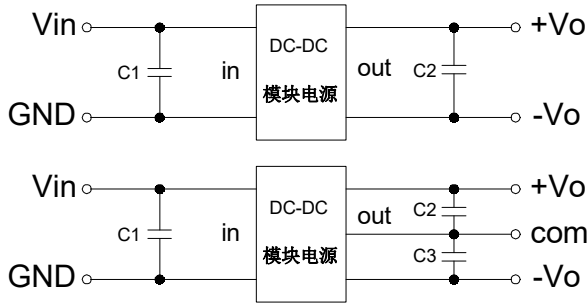 Vin
+Vo
DC-DC
C1
in
out
C2
模块电源
GND
-Vo
Vin
+Vo
DC-DC
out
C2
C1
in
com
模块电源
C3
GND
-Vo